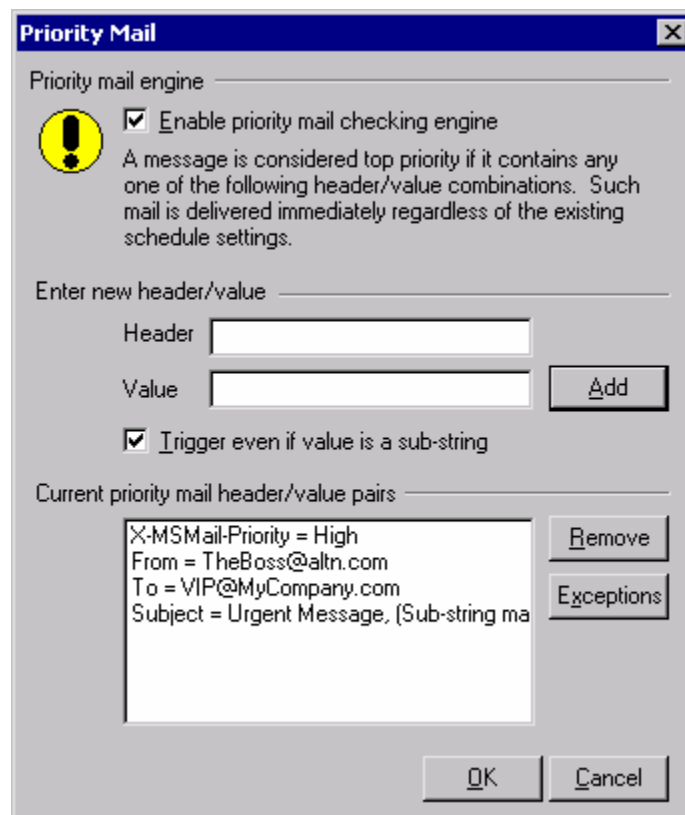 Priority Mail
Priority mail engine
Enable priority mail checking engine
A message is considered top priority if it contains any
one of the following header/value combinations. Such
mail is delivered immediately regardless of the existing
schedule settings.
Enter new header/value
Header
Value
Add
Trigger even if value is a sub-string
Current priority mail header/value pairs
X-MSMail-Priority = High
From = TheBoss@altn.com
To = VIP@MyCompany.com
Subject = Urgent Message, (Sub-string ma
Remove
Exceptions
OK
Cancel